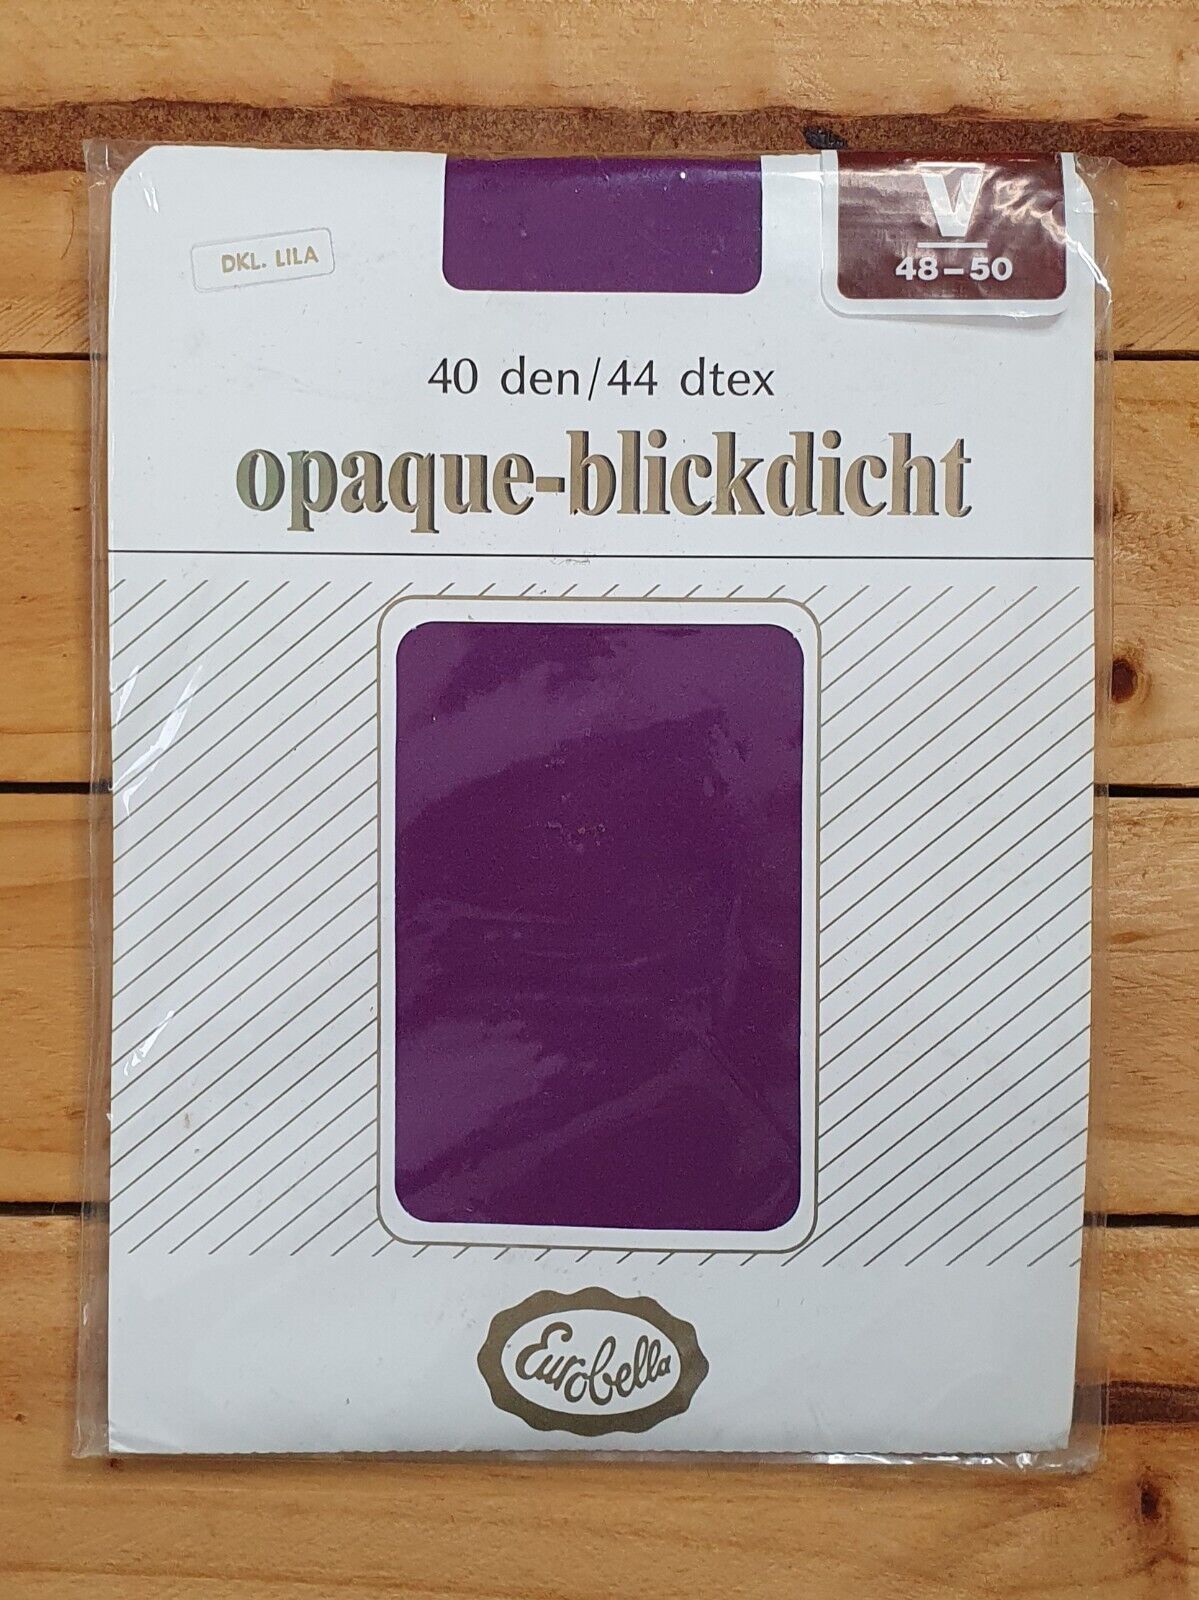 DKL. LILA
V
48-50
40 den/44 dtex
opaque-blickdicht
Eurobella